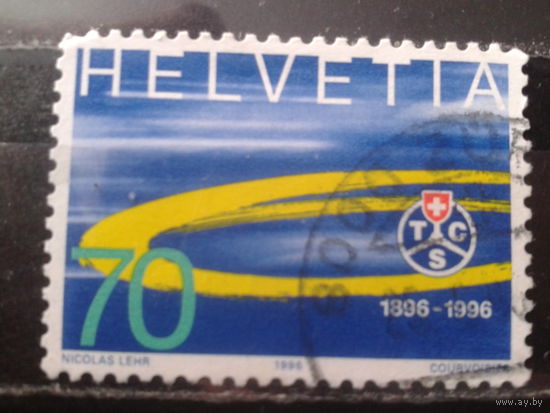 HELVETIA
T C S
70
1896-1996
NICOLAS LEHR 1996 COURVOISIER
www.ay.by